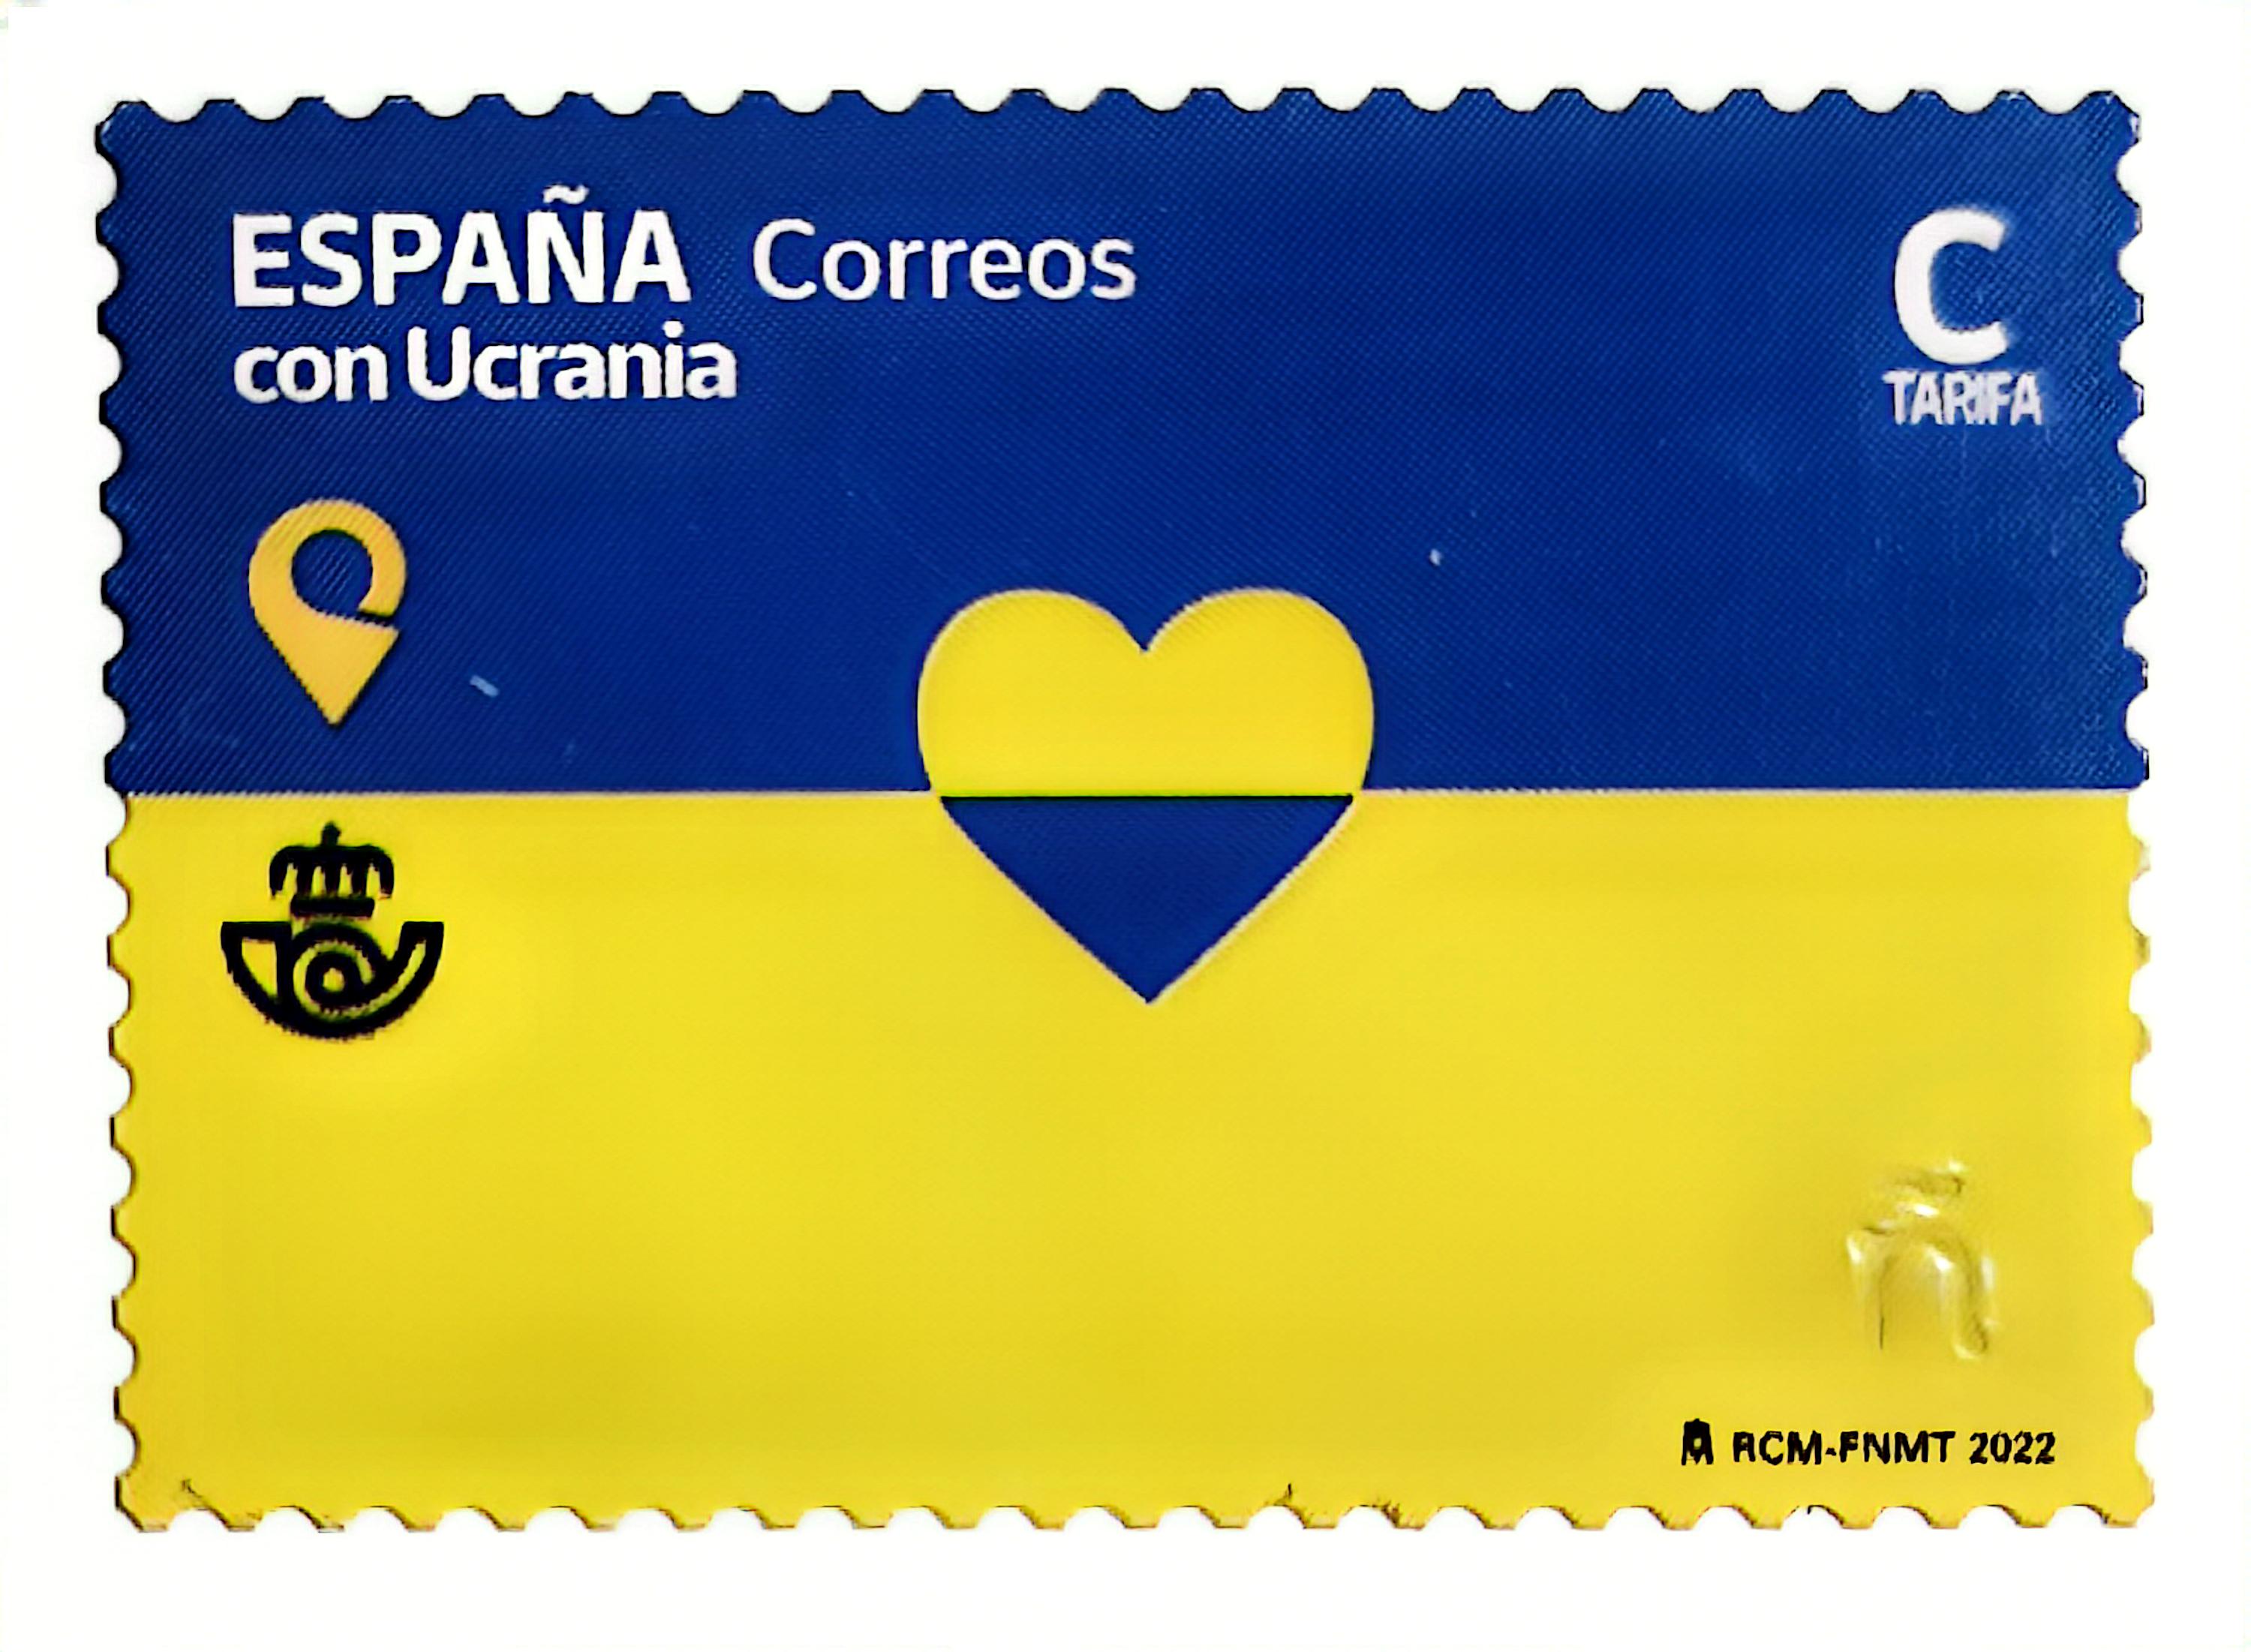 ESPAÑA Correos
con Ucrania
C
TARIFA
ñ
RCM-FNMT 2022